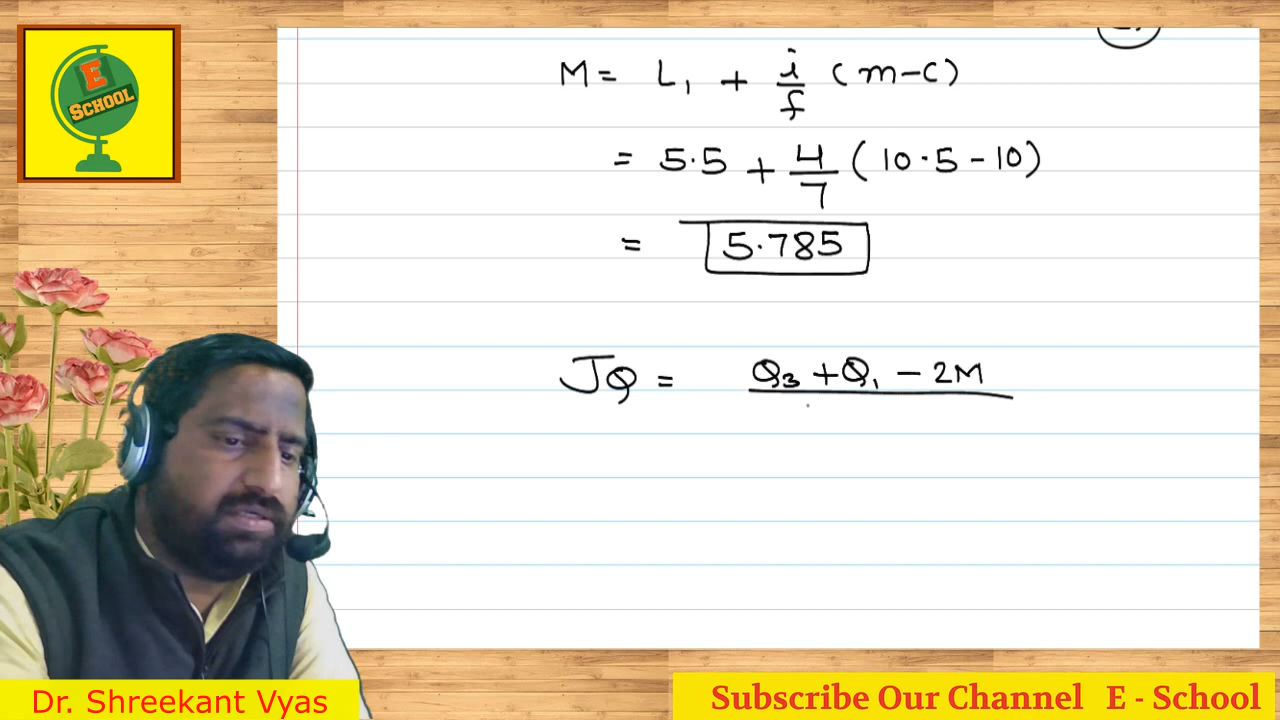 E
SCHOOL
M = L₁ + i/f (m-c)
= 5.5 + 4/7 (10.5-10)
= 5.785
JQ = Q₃ + Q₁ - 2M
Dr. Shreekant Vyas
Subscribe Our Channel E - School